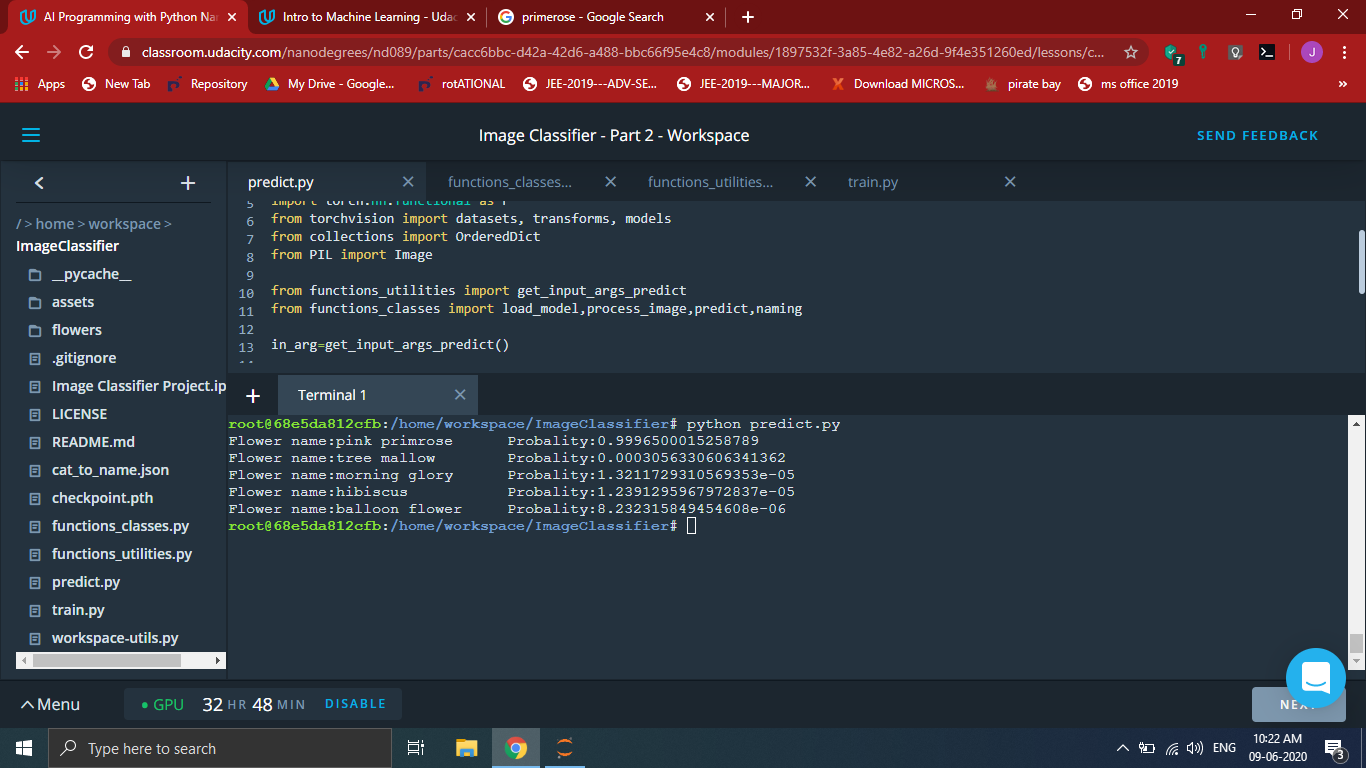 AI Programming with Python Nan
Intro to Machine Learning - Udac
primerose - Google Search
classroom.udacity.com/nanodegrees/nd089/parts/cacc6bbc-d42a-42d6-a488-bbc66f95e4c8/modules/1897532f-3a85-4e82-a26d-9f4e351260ed/lessons/c...
7
J
Apps
New Tab
Repository
My Drive - Google...
rotATIONAL
JEE-2019---ADV-SE...
JEE-2019---MAJOR...
Download MICROS...
pirate bay
ms office 2019
»
Image Classifier - Part 2 - Workspace
SEND FEEDBACK
/ > home > workspace >
ImageClassifier
__pycache__
assets
flowers
.gitignore
Image Classifier Project.ip
LICENSE
README.md
cat_to_name.json
checkpoint.pth
functions_classes.py
functions_utilities.py
predict.py
train.py
workspace-utils.py
predict.py
functions_classes...
functions_utilities...
train.py
5 import torch.nn.functional as F
6 from torchvision import datasets, transforms, models
7 from collections import OrderedDict
8 from PIL import Image
9
10 from functions_utilities import get_input_args_predict
11 from functions_classes import load_model,process_image,predict,naming
12
13 in_arg=get_input_args_predict()
Terminal 1
root@68e5da812cfb:/home/workspace/ImageClassifier# python predict.py
Flower name:pink primrose Probality:0.9996500015258789
Flower name:tree mallow Probality:0.0003056330606341362
Flower name:morning glory Probality:1.3211729310569353e-05
Flower name:hibiscus Probality:1.2391295967972837e-05
Flower name:balloon flower Probality:8.232315849454608e-06
root@68e5da812cfb:/home/workspace/ImageClassifier#
Menu
GPU 32 HR 48 MIN DISABLE
NEXT
Type here to search
ENG
10:22 AM
09-06-2020
3